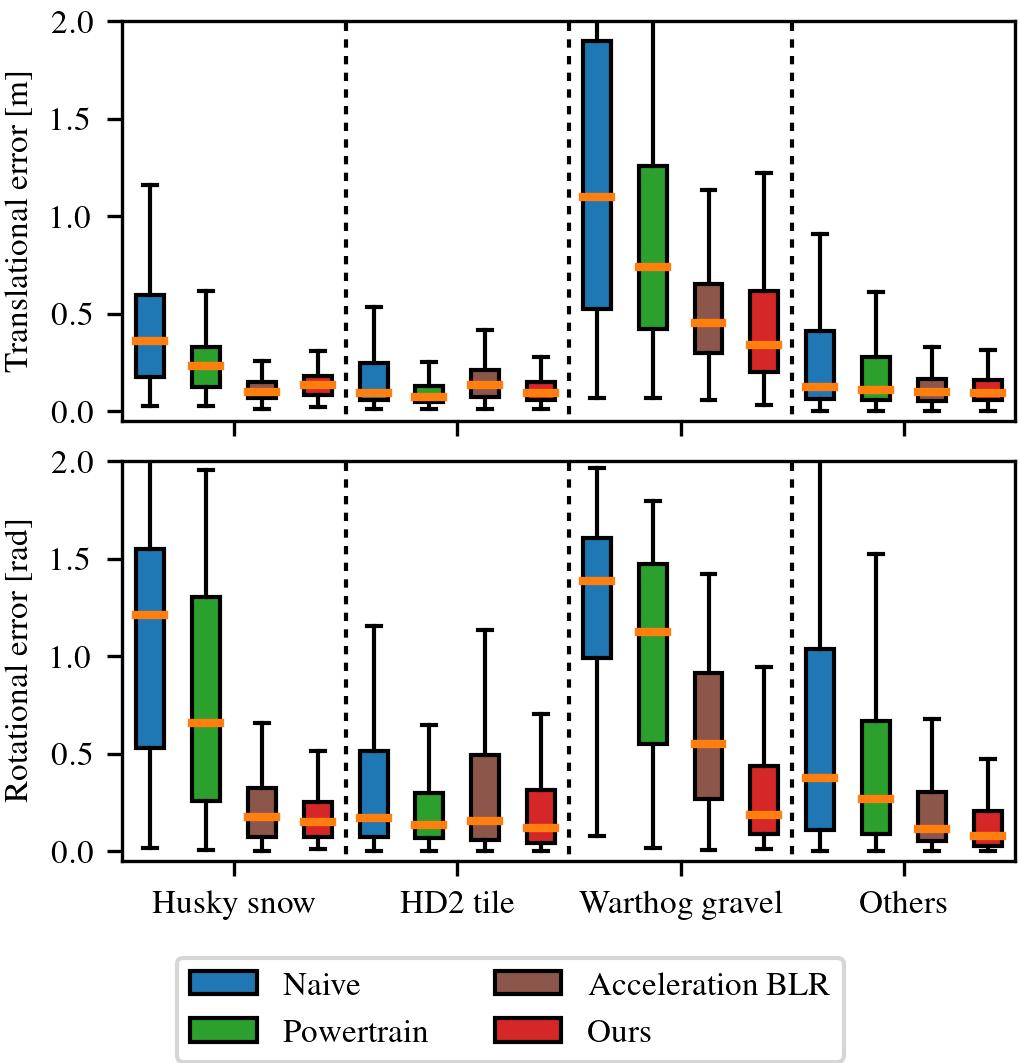 Translational error [m]
2.0
1.5
1.0
0.5
0.0
Rotational error [rad]
2.0
1.5
1.0
0.5
0.0
Husky snow HD2 tile Warthog gravel Others
Naive Acceleration BLR
Powertrain Ours